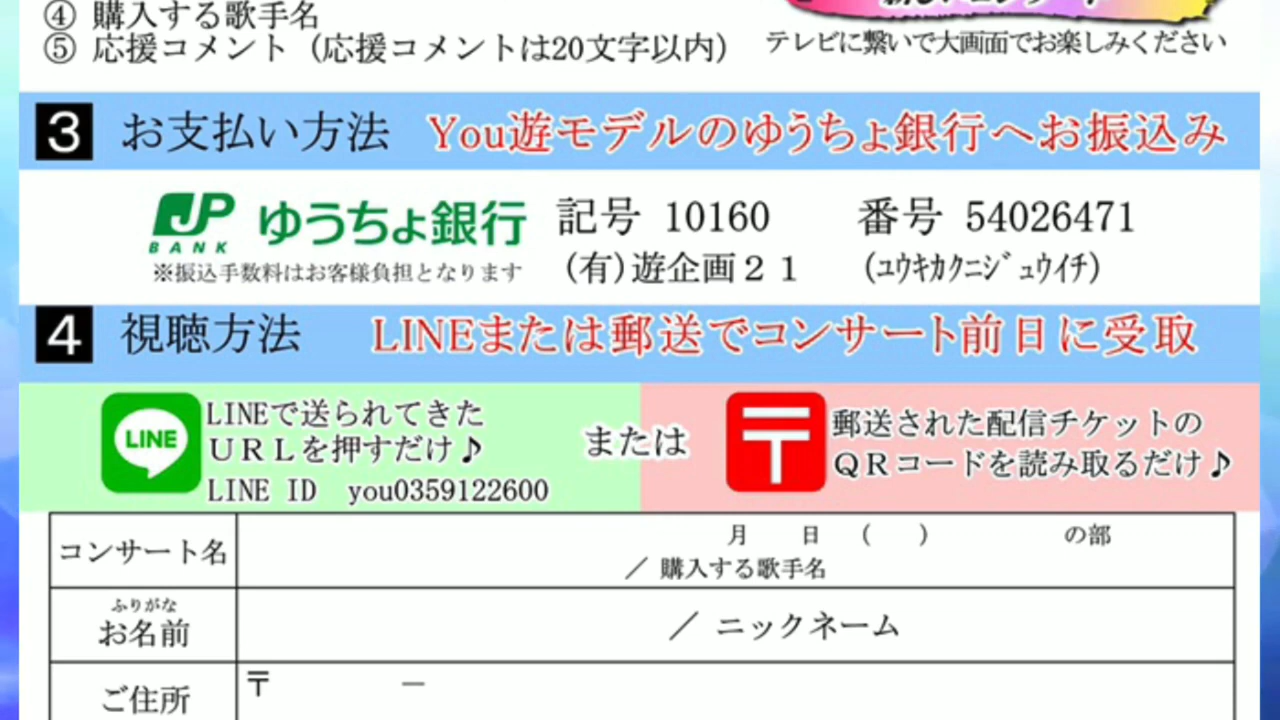 ④ 購入する歌手名
⑤ 応援コメント（応援コメントは20文字以内）
テレビに繋いで大画面でお楽しみください
3 お支払い方法 You遊モデルのゆうちょ銀行へお振込み
JP BANK ゆうちょ銀行 記号 10160 番号 54026471
※振込手数料はお客様負担となります (有)遊企画２１ (ﾕｳｷｶｸﾆｼﾞｭｳｲﾁ)
4 視聴方法 LINEまたは郵送でコンサート前日に受取
LINE
LINEで送られてきた
ＵＲＬを押すだけ♪
LINE ID you0359122600
または
〒
郵送された配信チケットの
ＱＲコードを読み取るだけ♪
コンサート名 月 日 （ ） の部
／ 購入する歌手名
ふりがな
お名前 ／ ニックネーム
ご住所 〒 －